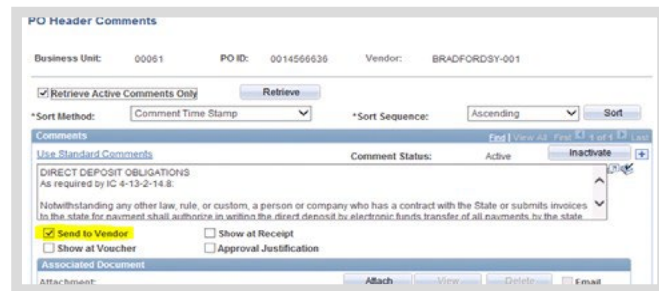 PO Header Comments
Business Unit: 00061 PO ID: 0014566636 Vendor: BRADFORDSY-001
Retrieve Active Comments Only Retrieve
*Sort Method: Comment Time Stamp *Sort Sequence: Ascending Sort
Comments Find | View All First 1 of 1 Last
Use Standard Comments Comment Status: Active Inactivate
DIRECT DEPOSIT OBLIGATIONS
As required by IC 4-13-2-14.8:
Notwithstanding any other law, rule, or custom, a person or company who has a contract with the State or submits invoices
to the state for payment shall authorize in writing the direct deposit by electronic funds transfer of all payments by the state
Send to Vendor Show at Receipt
Show at Voucher Approval Justification
Associated Document
Attachment: Attach View Delete Email